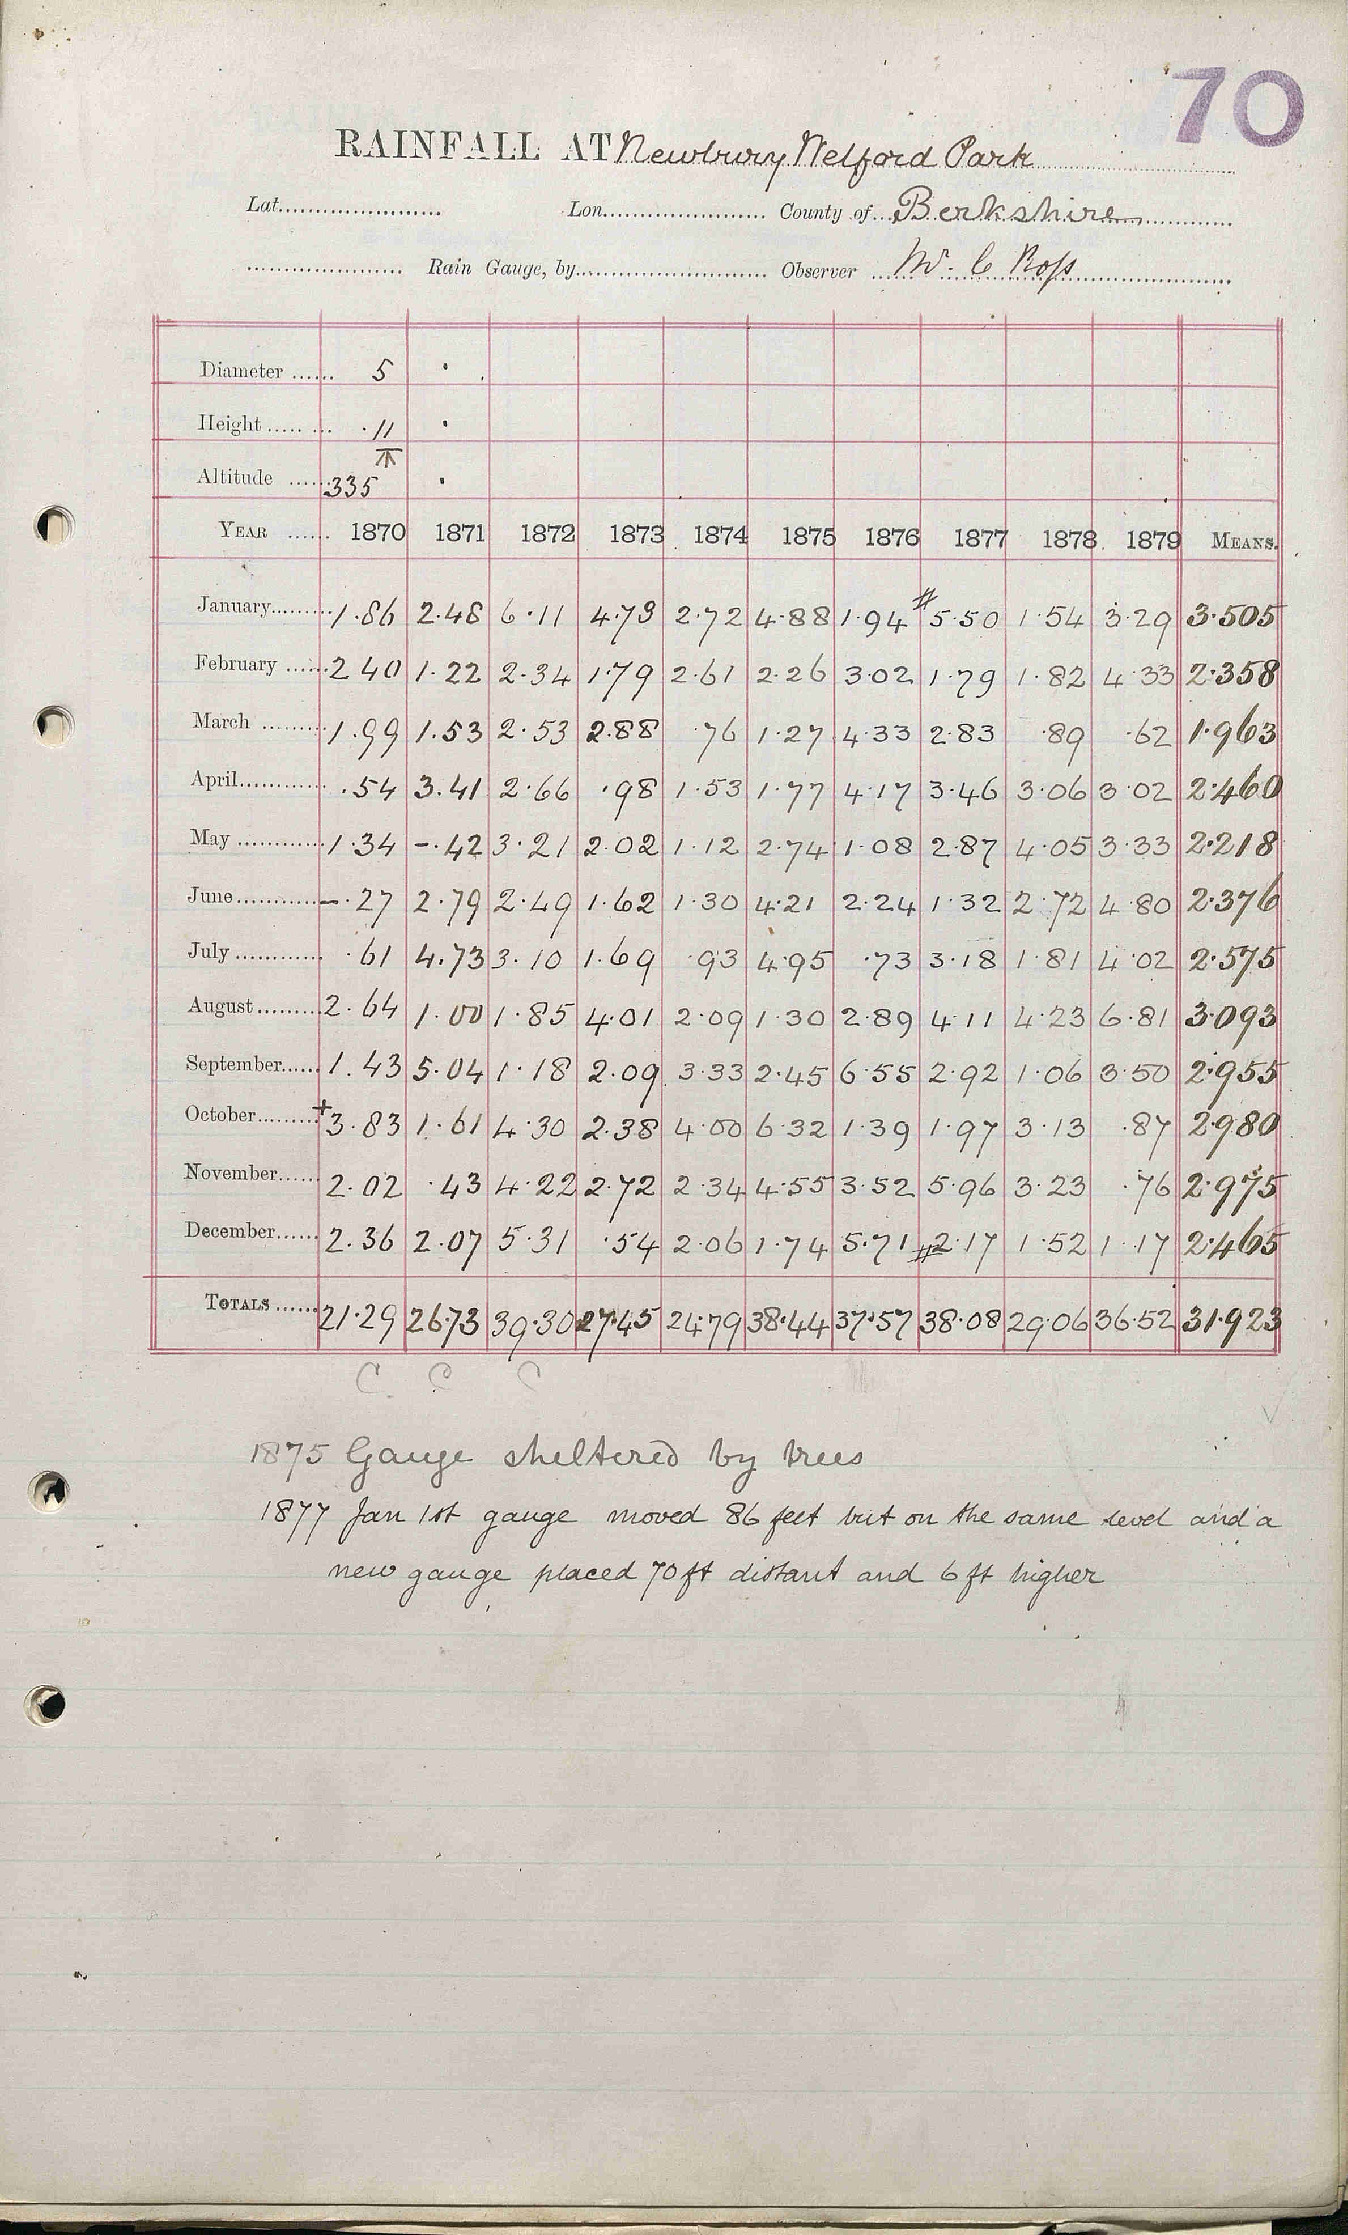 70
RAINFALL AT Newbury Welford Park
Lat. Lon. County of Berkshire
Rain Gauge, by Observer Mr. C Ross
Diameter 5 ·
Height ·11 ·
Altitude 335 ·
YEAR 1870 1871 1872 1873 1874 1875 1876 1877 1878 1879 MEANS.
January 1.86 2.48 6.11 4.73 2.72 4.88 1.94 # 5.50 1.54 3.29 3.505
February 2 40 1.22 2.34 1.79 2.61 2.26 3.02 1.79 1.82 4.33 2.358
March 1.99 1.53 2.53 2.88 .76 1.27 4.33 2.83 .89 .62 1.963
April .54 3.41 2.66 .98 1.53 1.77 4.17 3.46 3.06 3.02 2.460
May 1.34 -.42 3.21 2.02 1.12 2.74 1.08 2.87 4.05 3.33 2.218
June -.27 2.79 2.49 1.62 1.30 4.21 2.24 1.32 2.72 4.80 2.376
July .61 4.73 3.10 1.69 .93 4.95 .73 3.18 1.81 4.02 2.575
August 2.64 1.00 1.85 4.01 2.09 1.30 2.89 4.11 4.23 6.81 3.093
September 1.43 5.04 1.18 2.09 3.33 2.45 6.55 2.92 1.06 3.50 2.955
October + 3.83 1.61 4.30 2.38 4.00 6.32 1.39 1.97 3.13 .87 2.980
November 2.02 .43 4.22 2.72 2.34 4.55 3.52 5.96 3.23 .76 2.975
December 2.36 2.07 5.31 .54 2.06 1.74 5.71 # 2.17 1.52 1.17 2.465
TOTALS 21.29 26.73 39.30 27.45 24.79 38.44 37.57 38.08 29.06 36.52 31.923
C C C
1875 Gauge sheltered by trees
1877 Jan 1st gauge moved 86 feet but on the same level and a
new gauge placed 70 ft distant and 6 ft higher